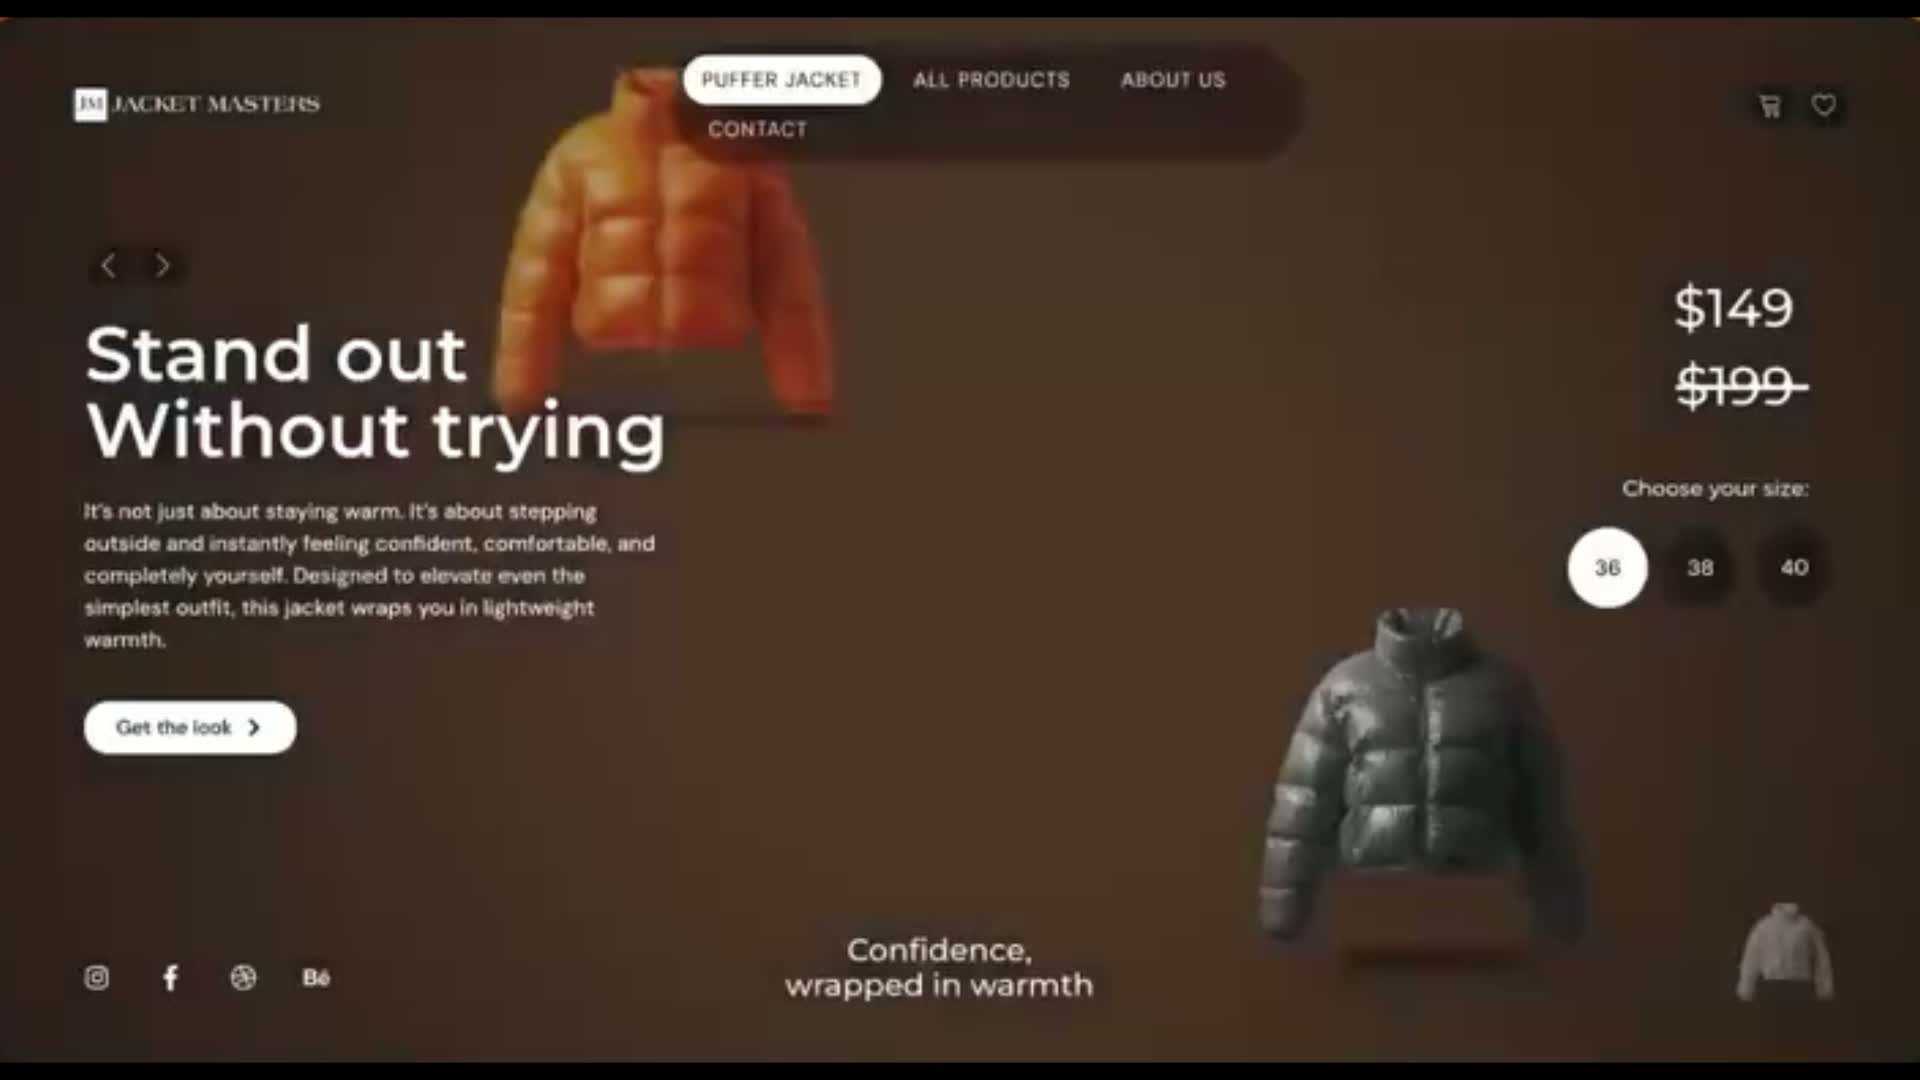 JM JACKET MASTERS
PUFFER JACKET ALL PRODUCTS ABOUT US
CONTACT
Stand out
Without trying
It's not just about staying warm. It's about stepping
outside and instantly feeling confident, comfortable, and
completely yourself. Designed to elevate even the
simplest outfit, this jacket wraps you in lightweight
warmth.
Get the look
$149
$199
Choose your size:
36 38 40
Confidence,
wrapped in warmth
Bē